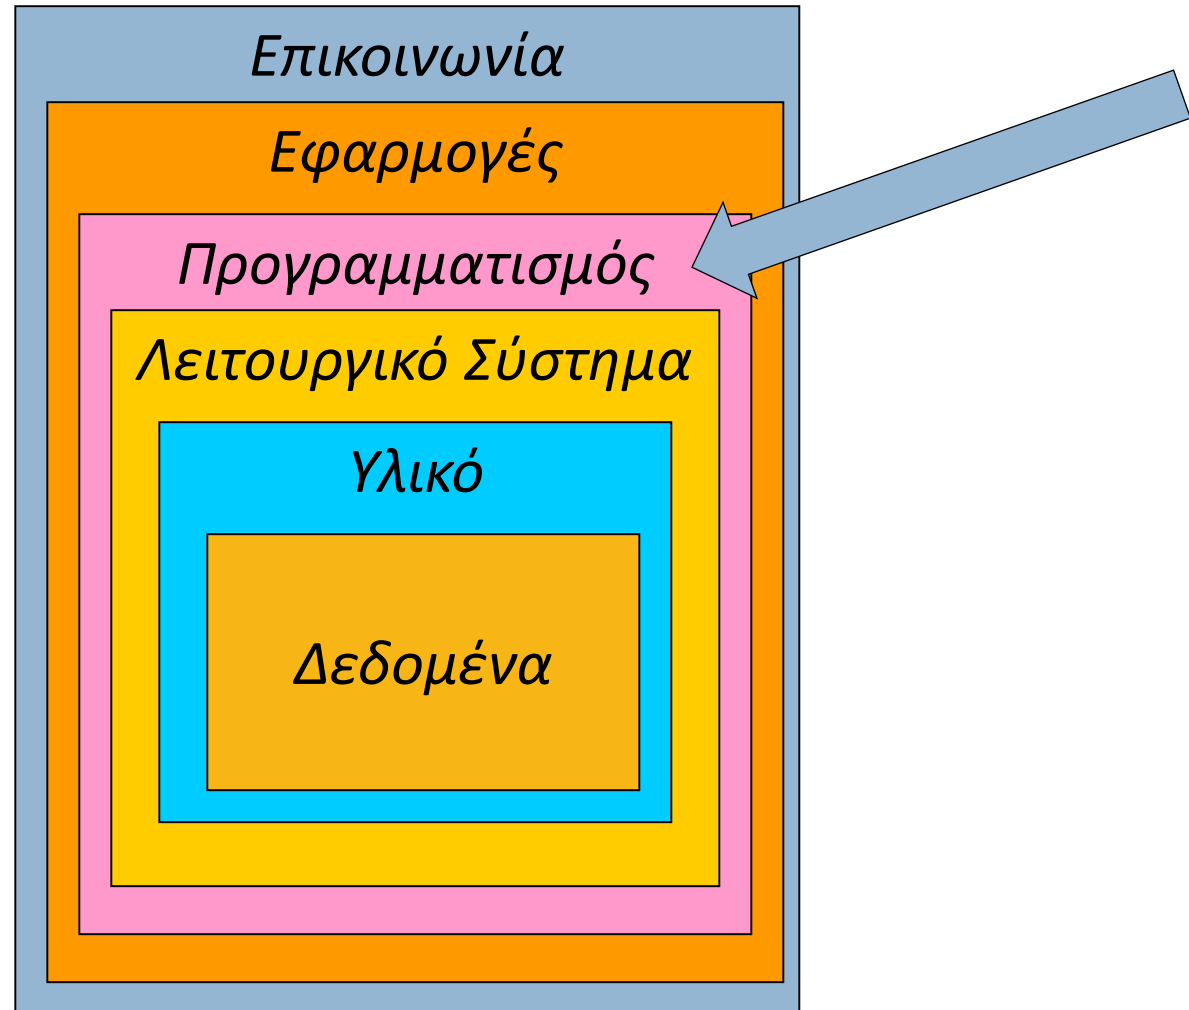 Επικοινωνία
Εφαρμογές
Προγραμματισμός
Λειτουργικό Σύστημα
Υλικό
Δεδομένα